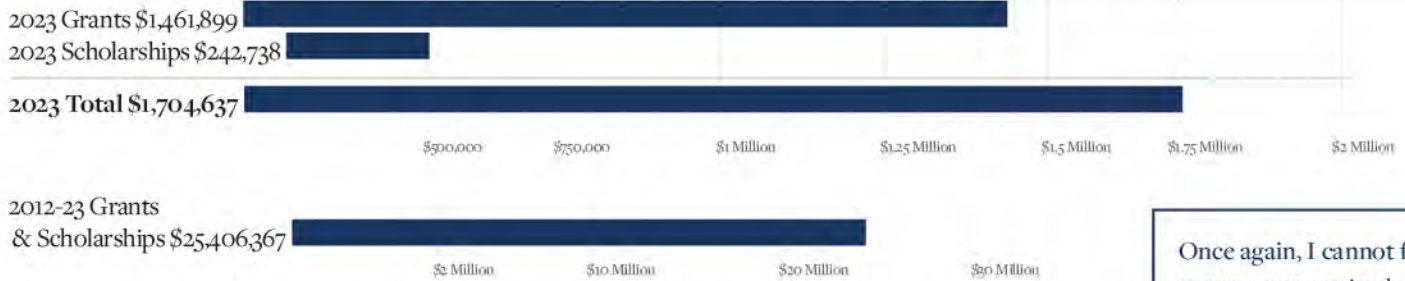 2023 Grants $1,461,899
2023 Scholarships $242,738
2023 Total $1,704,637
$500,000 $750,000 $1 Million $1.25 Million $1.5 Million $1.75 Million $2 Million
2012-23 Grants
& Scholarships $25,406,367
$2 Million $10 Million $20 Million $30 Million
Once again, I cannot